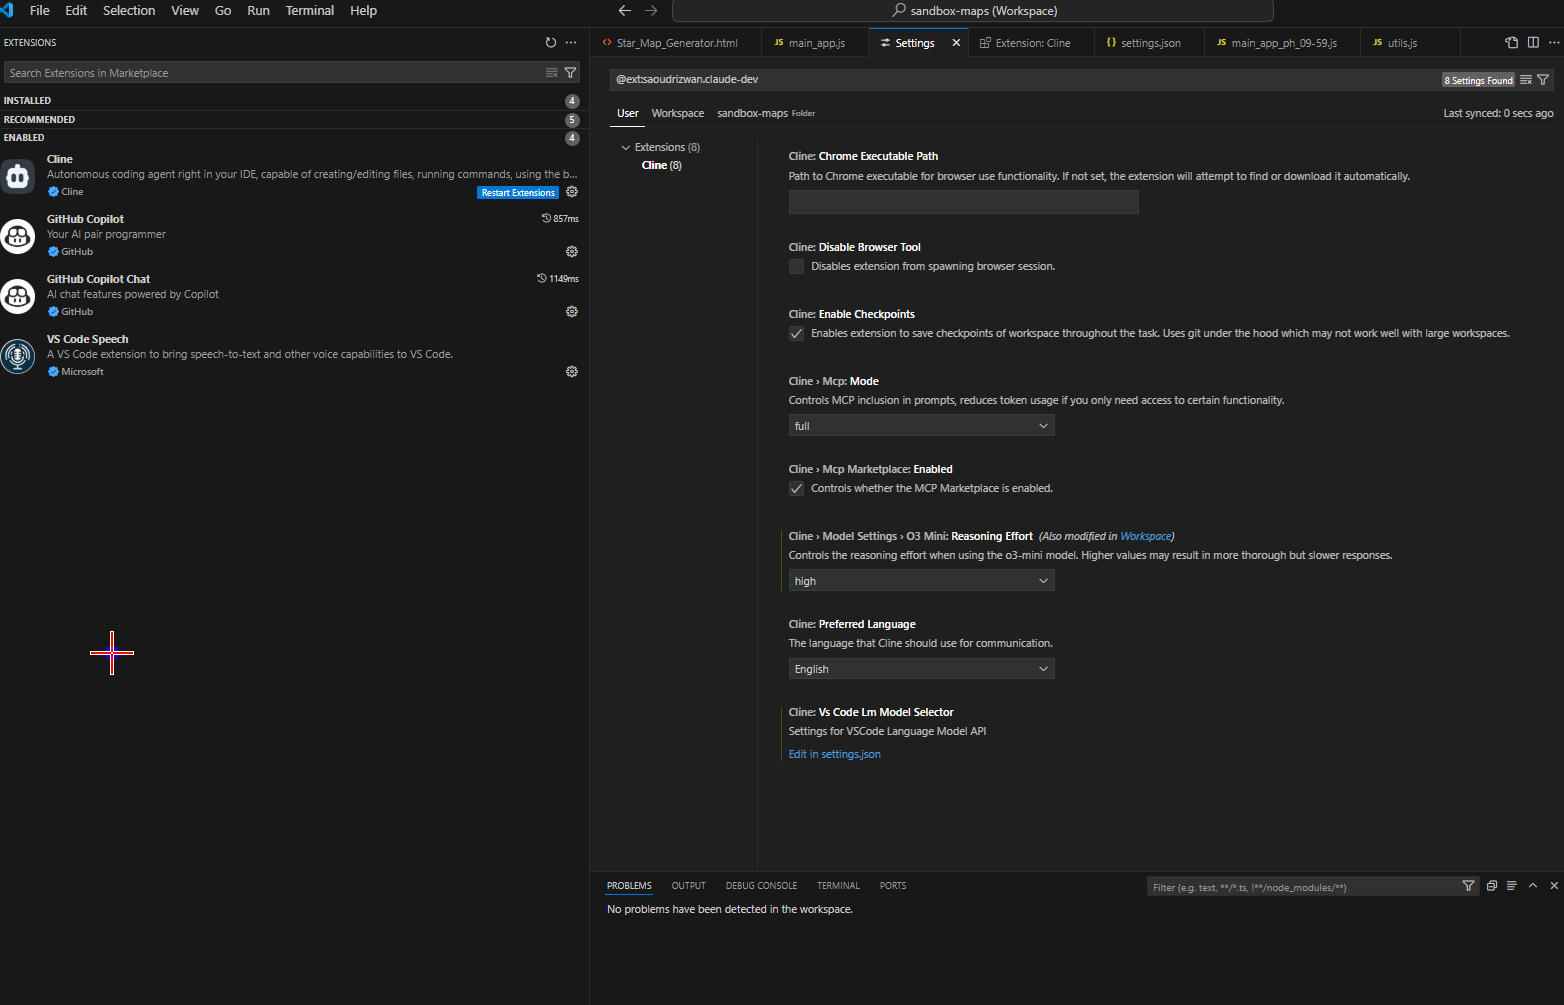 File Edit Selection View Go Run Terminal Help
sandbox-maps (Workspace)
EXTENSIONS
Search Extensions in Marketplace
INSTALLED 4
RECOMMENDED 5
ENABLED 4
Cline
Autonomous coding agent right in your IDE, capable of creating/editing files, running commands, using the b...
Cline
Restart Extensions
GitHub Copilot
857ms
Your AI pair programmer
GitHub
GitHub Copilot Chat
1149ms
AI chat features powered by Copilot
GitHub
VS Code Speech
A VS Code extension to bring speech-to-text and other voice capabilities to VS Code.
Microsoft
Star_Map_Generator.html
JS main_app.js
Settings
Extension: Cline
{} settings.json
JS main_app_ph_09-59.js
JS utils.js
@ext:saoudrizwan.claude-dev
8 Settings Found
User Workspace sandbox-maps Folder
Last synced: 0 secs ago
Extensions (8)
Cline (8)
Cline: Chrome Executable Path
Path to Chrome executable for browser use functionality. If not set, the extension will attempt to find or download it automatically.
Cline: Disable Browser Tool
Disables extension from spawning browser session.
Cline: Enable Checkpoints
Enables extension to save checkpoints of workspace throughout the task. Uses git under the hood which may not work well with large workspaces.
Cline › Mcp: Mode
Controls MCP inclusion in prompts, reduces token usage if you only need access to certain functionality.
full
Cline › Mcp Marketplace: Enabled
Controls whether the MCP Marketplace is enabled.
Cline › Model Settings › O3 Mini: Reasoning Effort (Also modified in Workspace)
Controls the reasoning effort when using the o3-mini model. Higher values may result in more thorough but slower responses.
high
Cline: Preferred Language
The language that Cline should use for communication.
English
Cline: Vs Code Lm Model Selector
Settings for VSCode Language Model API
Edit in settings.json
PROBLEMS OUTPUT DEBUG CONSOLE TERMINAL PORTS
Filter (e.g. text, **/*.ts, !**/node_modules/**)
No problems have been detected in the workspace.